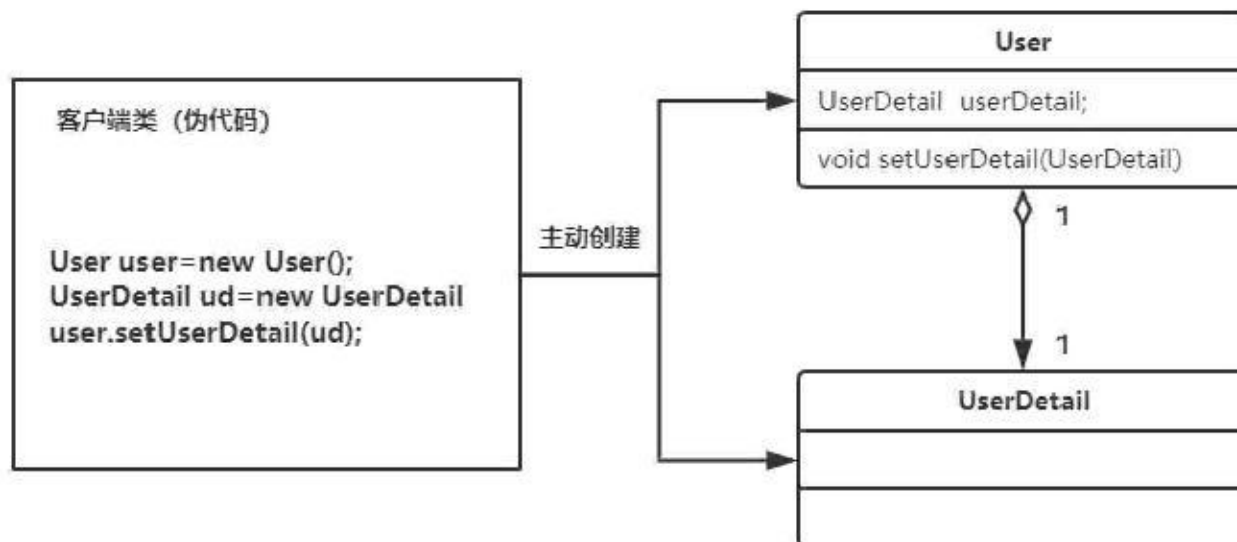 客户端类（伪代码）
User user=new User();
UserDetail ud=new UserDetail
user.setUserDetail(ud);
主动创建
User
UserDetail userDetail;
void setUserDetail(UserDetail)
1
1
UserDetail